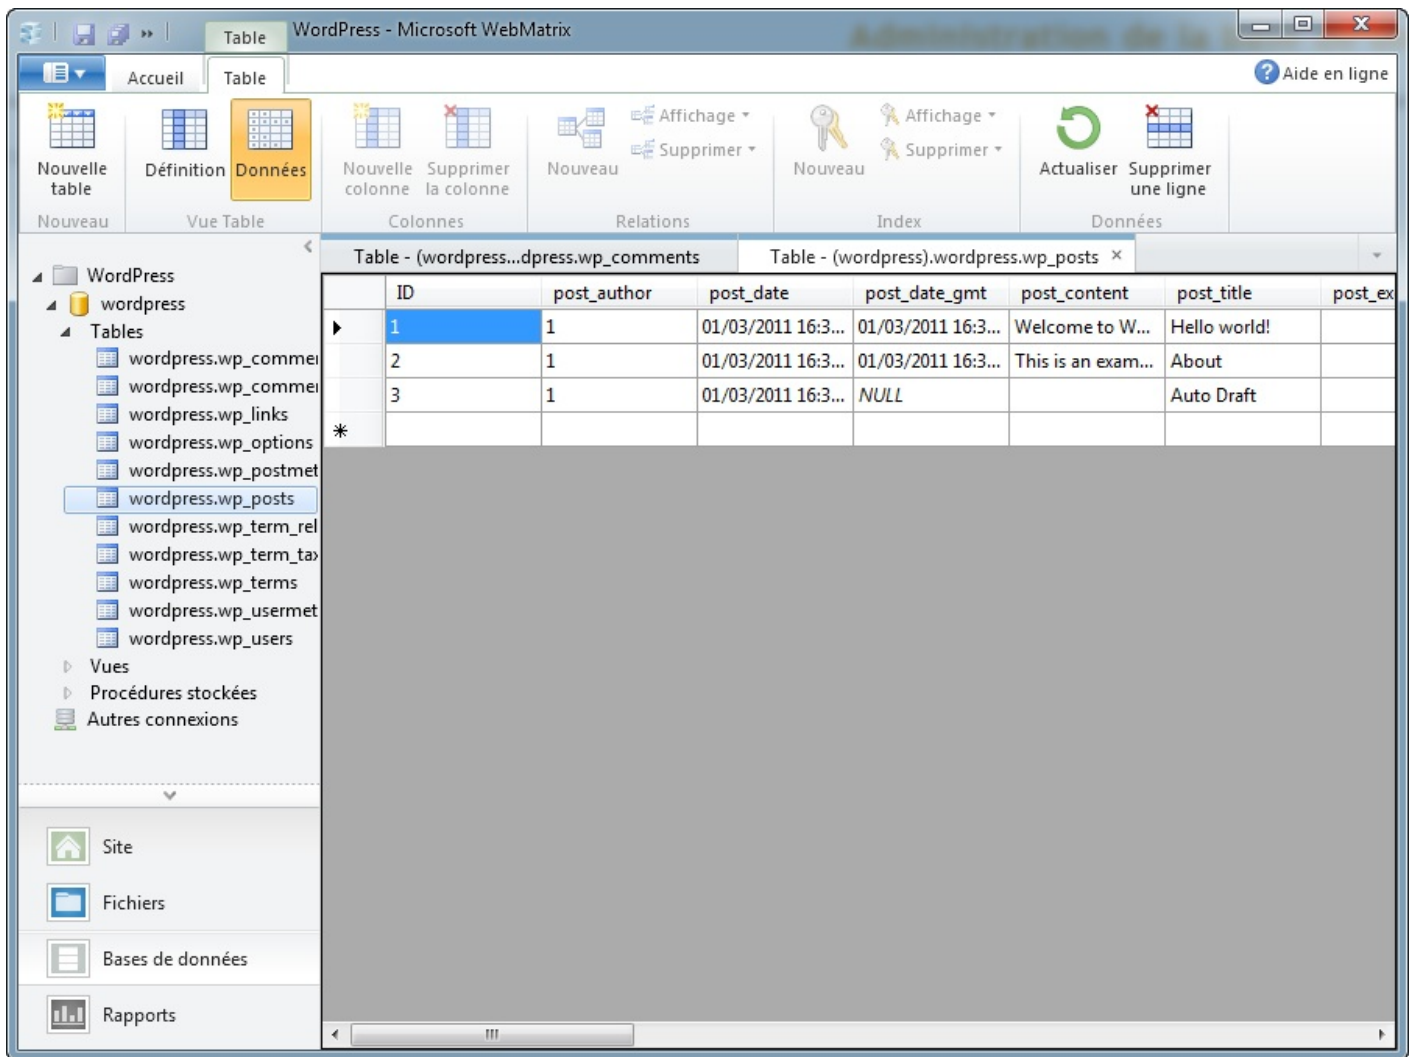 Table WordPress - Microsoft WebMatrix
Administration de la
Accueil Table Aide en ligne
Nouvelle table
Définition Données
Nouvelle colonne
Supprimer la colonne
Nouveau
Affichage
Supprimer
Nouveau
Affichage
Supprimer
Actualiser
Supprimer une ligne
Nouveau Vue Table Colonnes Relations Index Données
Table - (wordpress...dpress.wp_comments Table - (wordpress).wordpress.wp_posts
WordPress
wordpress
Tables
wordpress.wp_commer
wordpress.wp_commer
wordpress.wp_links
wordpress.wp_options
wordpress.wp_postmet
wordpress.wp_posts
wordpress.wp_term_rel
wordpress.wp_term_tax
wordpress.wp_terms
wordpress.wp_usermet
wordpress.wp_users
Vues
Procédures stockées
Autres connexions
Site
Fichiers
Bases de données
Rapports
ID post_author post_date post_date_gmt post_content post_title post_ex
1 1 01/03/2011 16:3... 01/03/2011 16:3... Welcome to W... Hello world!
2 1 01/03/2011 16:3... 01/03/2011 16:3... This is an exam... About
3 1 01/03/2011 16:3... NULL Auto Draft